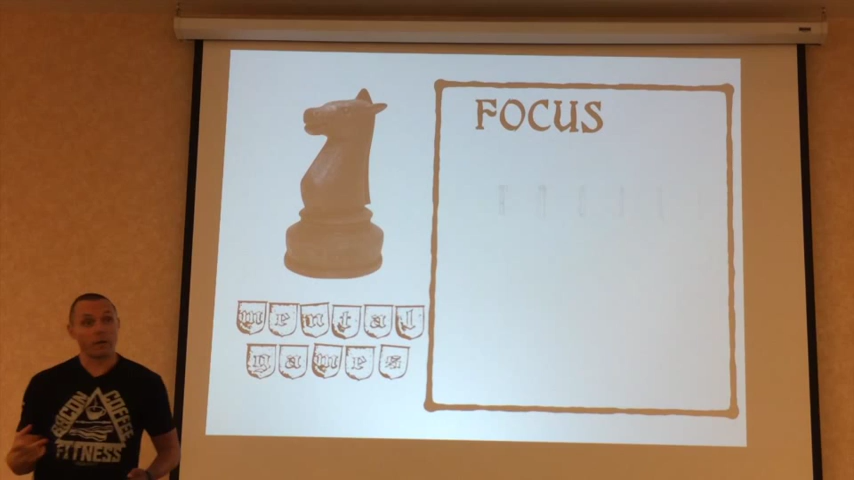 FOCUS
mental
games
BACON
COFFEE
FITNESS